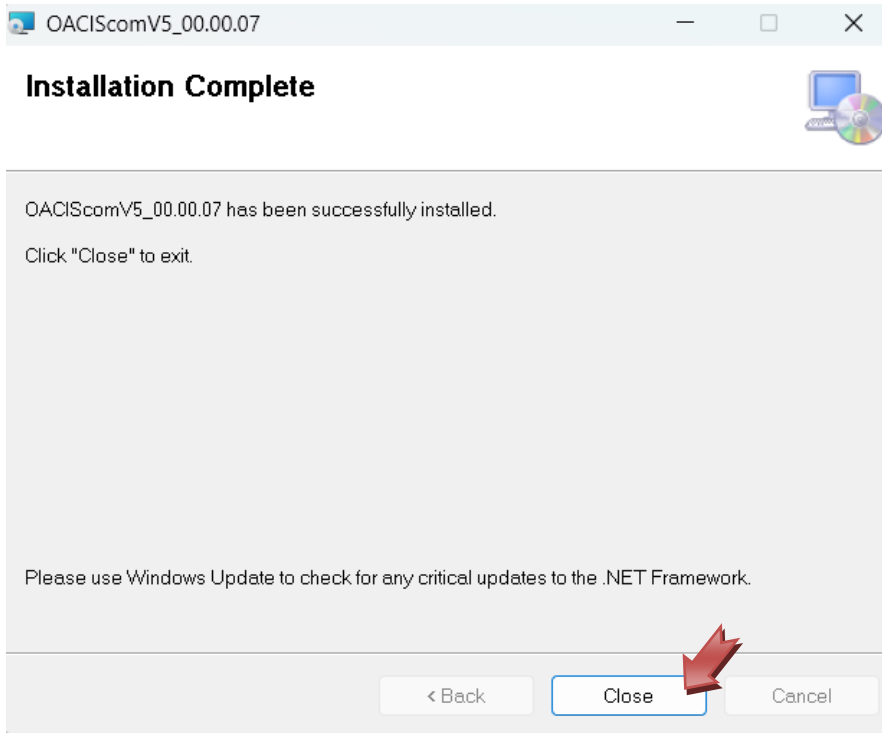 OACIScomV5_00.00.07
Installation Complete
OACIScomV5_00.00.07 has been successfully installed.
Click "Close" to exit.
Please use Windows Update to check for any critical updates to the .NET Framework.
< Back Close Cancel